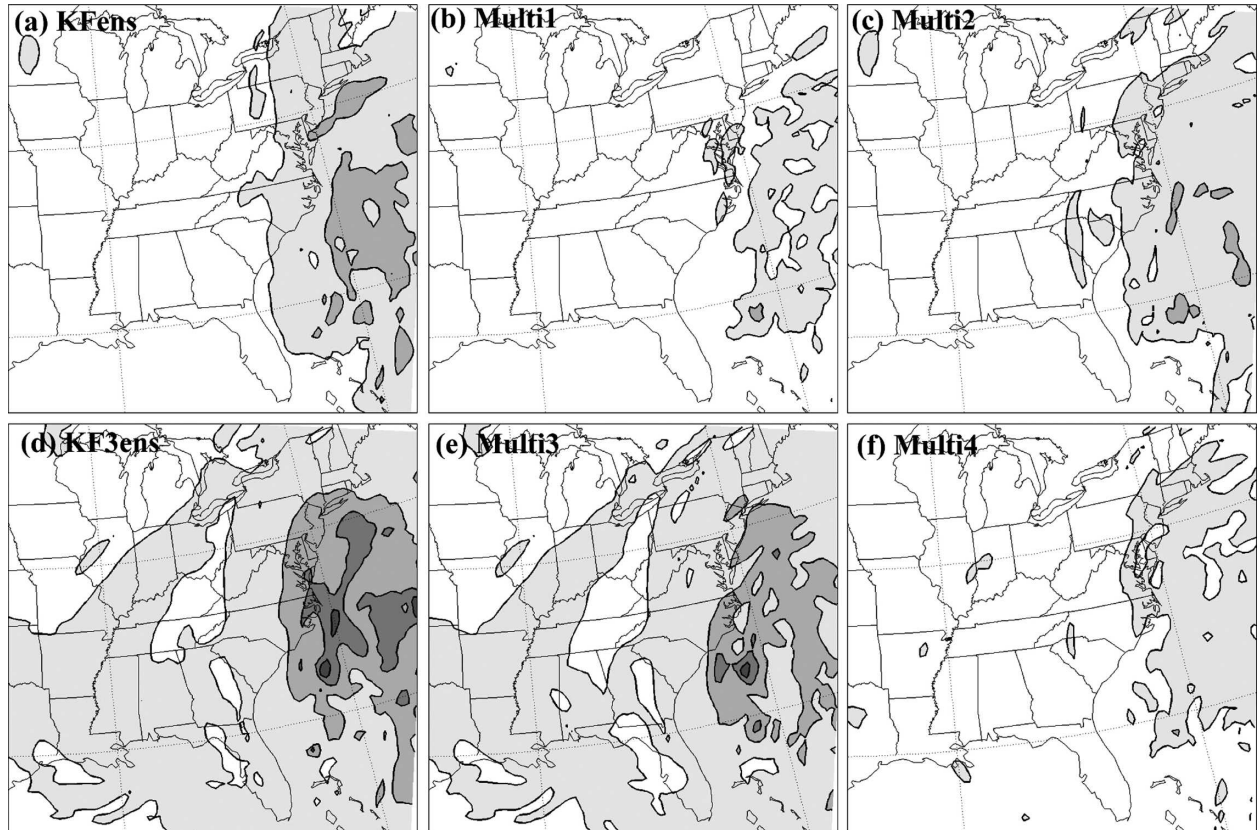 (a) KFens
(b) Multi1
(c) Multi2
(d) KF3ens
(e) Multi3
(f) Multi4